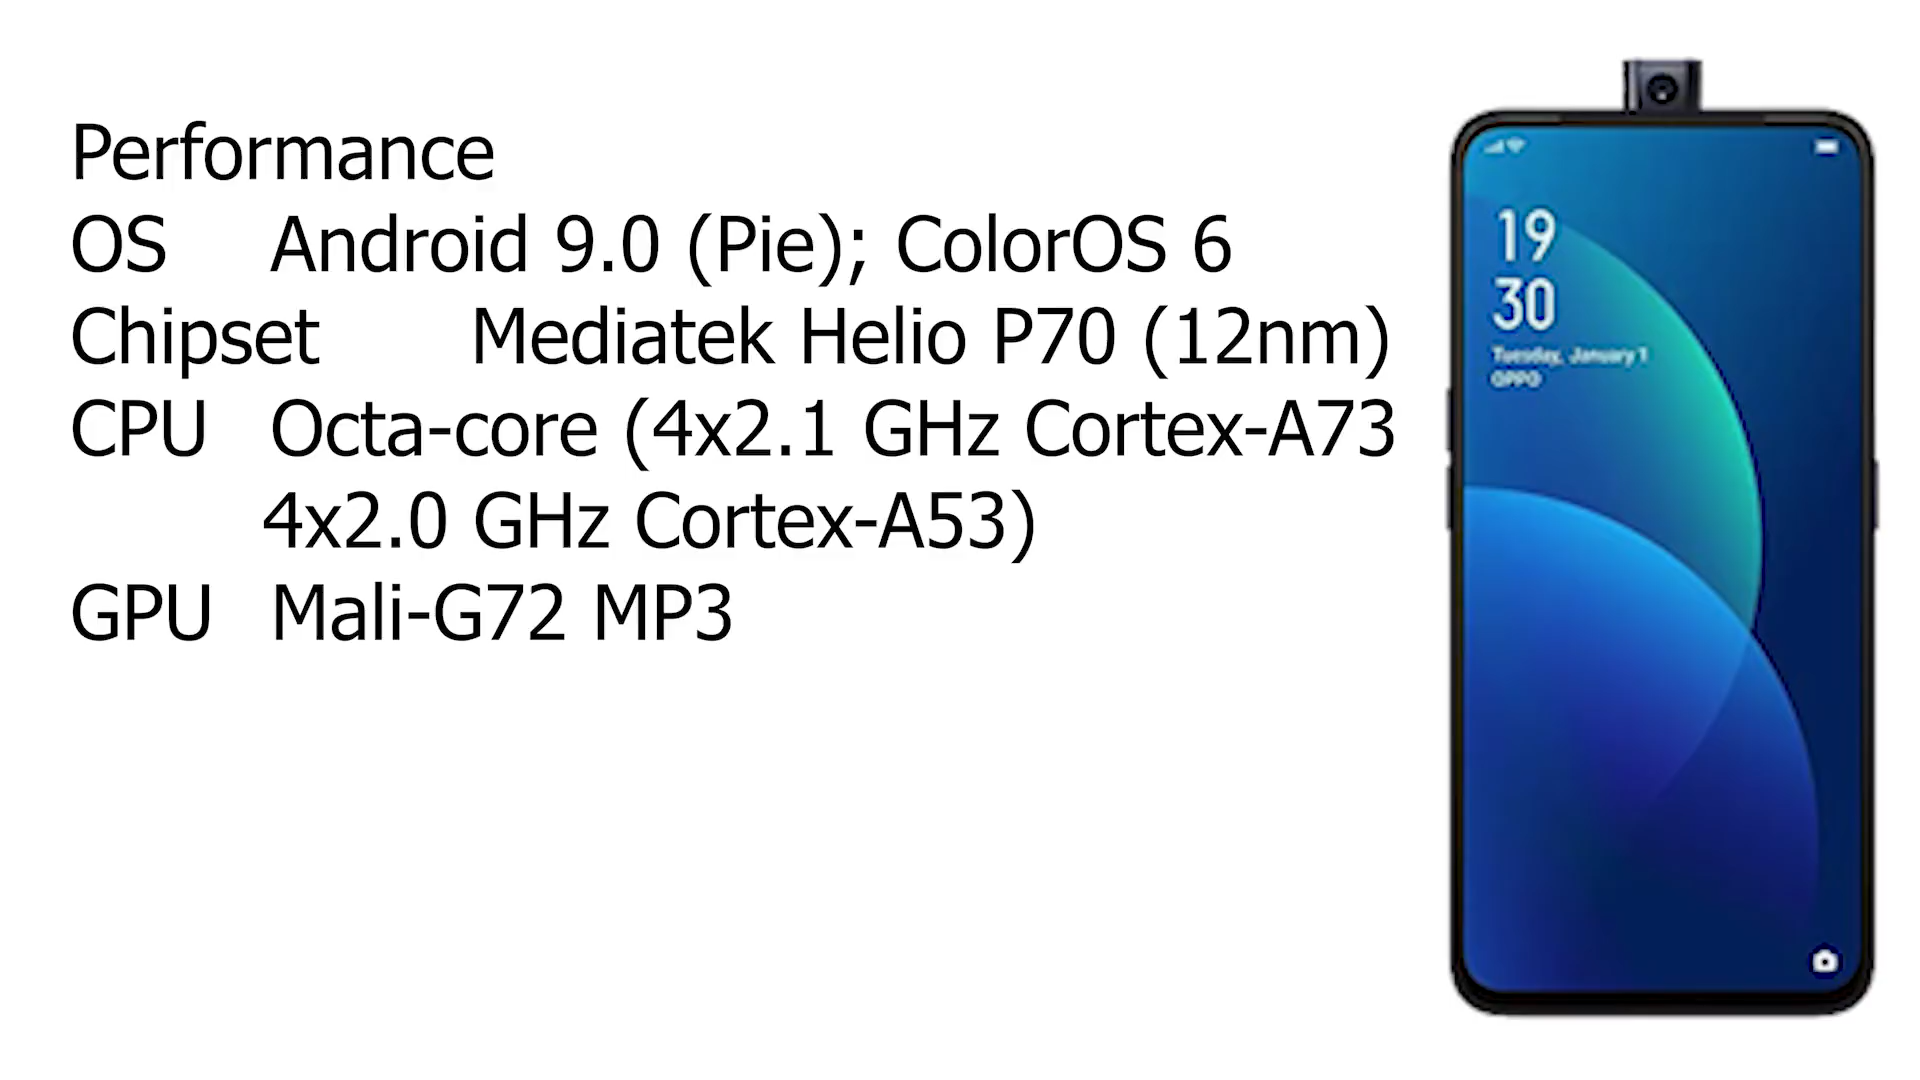 Performance
OS Android 9.0 (Pie); ColorOS 6
Chipset Mediatek Helio P70 (12nm)
CPU Octa-core (4x2.1 GHz Cortex-A73
4x2.0 GHz Cortex-A53)
GPU Mali-G72 MP3
19
30
Tuesday, January 1
OPPO